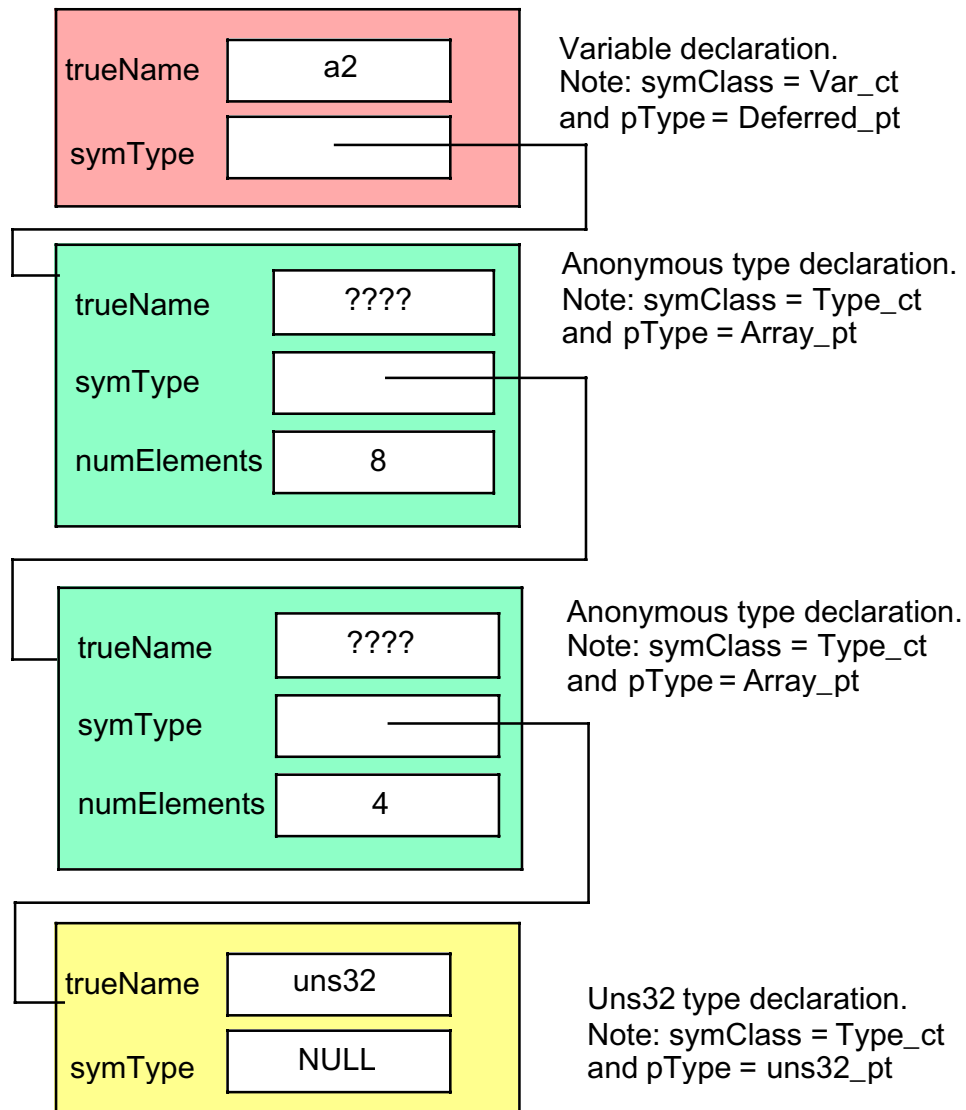 trueName a2
symType
Variable declaration.
Note: symClass = Var_ct
and pType = Deferred_pt
trueName ????
symType
numElements 8
Anonymous type declaration.
Note: symClass = Type_ct
and pType = Array_pt
trueName ????
symType
numElements 4
Anonymous type declaration.
Note: symClass = Type_ct
and pType = Array_pt
trueName uns32
symType NULL
Uns32 type declaration.
Note: symClass = Type_ct
and pType = uns32_pt